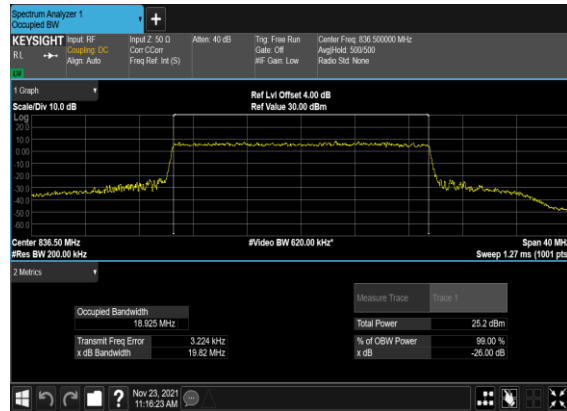 Spectrum Analyzer 1
Occupied BW
+
KEYSIGHT Input: RF Input Z: 50 Ω Atten: 40 dB Trig: Free Run Center Freq: 836.500000 MHz
RL Coupling: DC Corr CCorr Gate: Off Avg|Hold: 500/500
Align: Auto Freq Ref: Int (S) #IF Gain: Low Radio Std: None
LXI
1 Graph
Ref Lvl Offset 4.00 dB
Scale/Div 10.0 dB Ref Value 30.00 dBm
Log
20.0
10.0
0.00
-10.0
-20.0
-30.0
-40.0
-50.0
-60.0
Center 836.50 MHz #Video BW 620.00 kHz* Span 40 MHz
#Res BW 200.00 kHz Sweep 1.27 ms (1001 pts
2 Metrics
Measure Trace Trace 1
Occupied Bandwidth
18.925 MHz Total Power 25.2 dBm
Transmit Freq Error 3.224 kHz % of OBW Power 99.00 %
x dB Bandwidth 19.82 MHz x dB -26.00 dB
? Nov 23, 2021
11:16:23 AM